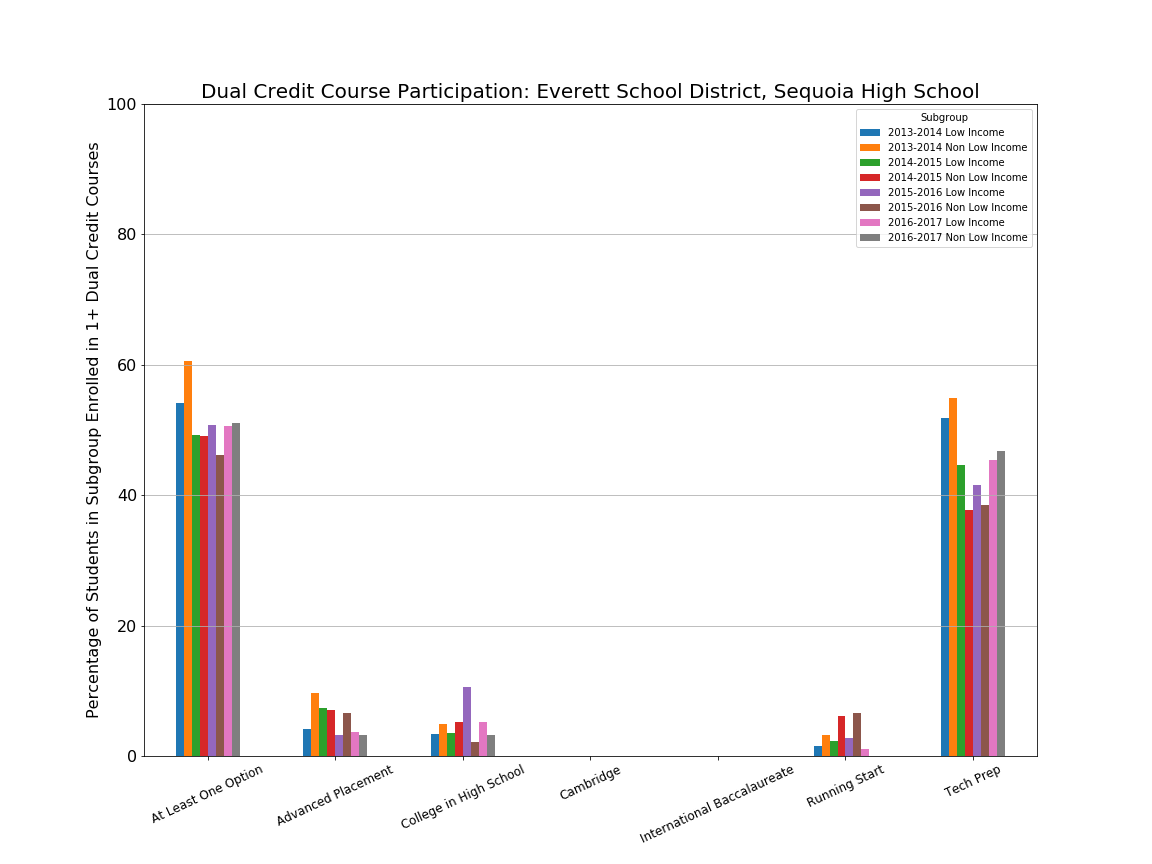 Dual Credit Course Participation: Everett School District, Sequoia High School
Percentage of Students in Subgroup Enrolled in 1+ Dual Credit Courses
100
80
60
40
20
0
Subgroup
2013-2014 Low Income
2013-2014 Non Low Income
2014-2015 Low Income
2014-2015 Non Low Income
2015-2016 Low Income
2015-2016 Non Low Income
2016-2017 Low Income
2016-2017 Non Low Income
At Least One Option
Advanced Placement
College in High School
Cambridge
International Baccalaureate
Running Start
Tech Prep